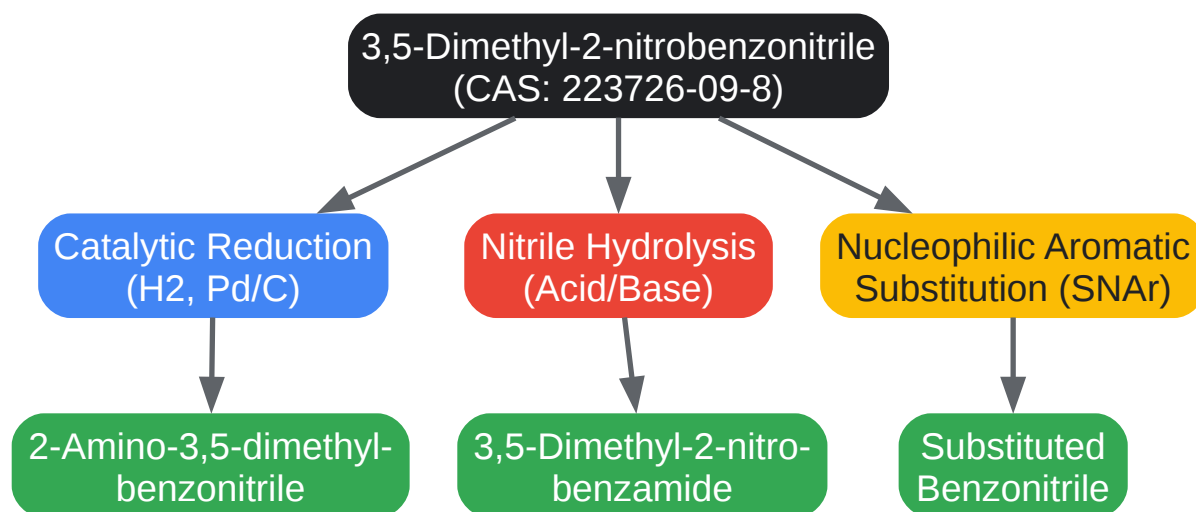 3,5-Dimethyl-2-nitrobenzonitrile
(CAS: 223726-09-8)
Catalytic Reduction
(H2, Pd/C)
Nitrile Hydrolysis
(Acid/Base)
Nucleophilic Aromatic
Substitution (SNAr)
2-Amino-3,5-dimethyl-
benzonitrile
3,5-Dimethyl-2-nitro-
benzamide
Substituted
Benzonitrile